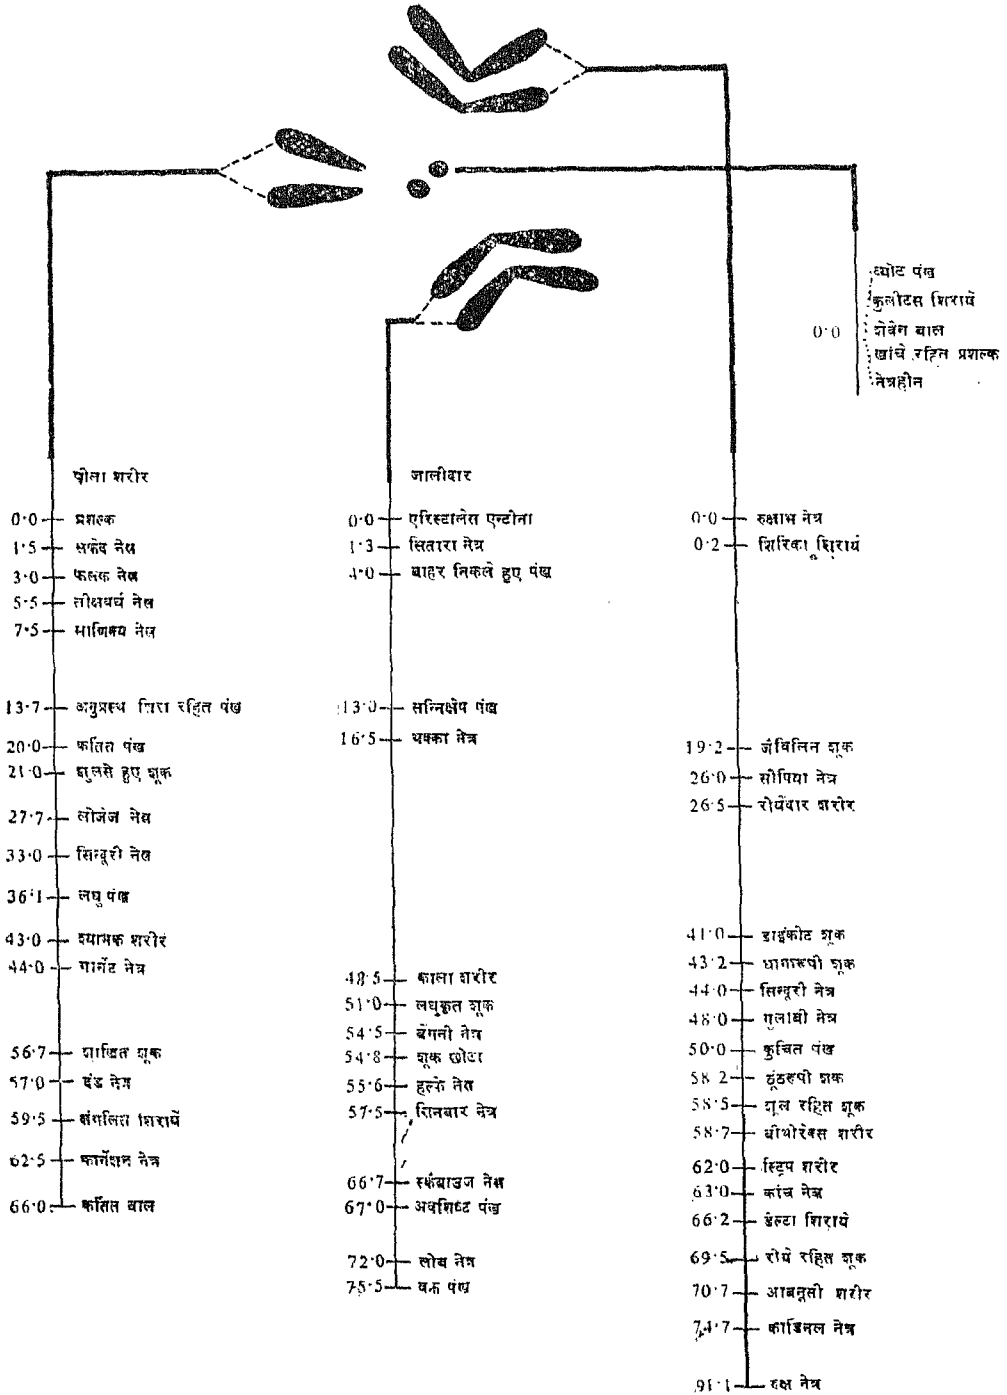 पीला शरीर
0·0 प्रशल्क
1·5 सफेद नेत्र
3·0 फलक नेत्र
5·5 नेत्र
7·5 माणिक्य नेत्र
13·7 अनुप्रस्थ शिरा रहित पंख
20·0 कर्तित पंख
21·0 झुलसे हुए शूक
27·7 लोजेंज नेत्र
33·0 सिन्दूरी नेत्र
36·1 लघु पंख
43·0 श्यामक शरीर
44·0 गार्नेट नेत्र
56·7 शाखित शूक
57·0 दंड नेत्र
59·5 संगलित शिरायें
62·5 कार्नेशन नेत्र
66·0 कर्तित बाल
जालीदार
0·0 एरिस्टालेस एन्टीना
1·3 सितारा नेत्र
4·0 बाहर निकले हुए पंख
13·0 सन्निक्षेप पंख
16·5 थक्का नेत्र
48·5 काला शरीर
51·0 लघुकृत शूक
54·5 बैंगनी नेत्र
54·8 शूक छोटा
55·6 हल्के नेत्र
57·5 सिनबार नेत्र
66·7 स्कैबाउज नेत्र
67·0 अवशिष्ट पंख
72·0 लोब नेत्र
75·5 वक्र पंख
0·0 रुक्षाभ नेत्र
0·2 शिरिका शिरायें
19·2 जैविलिन शूक
26·0 सीपिया नेत्र
26·5 रोयेंदार शरीर
41·0 डाइकीट शूक
43·2 धागारूपी शूक
44·0 सिन्दूरी नेत्र
48·0 गुलाबी नेत्र
50·0 कुंचित पंख
58·2 ठूंठरूपी शूक
58·5 शूल रहित शूक
58·7 बीथोरेक्स शरीर
62·0 स्ट्रिप शरीर
63·0 कांच नेत्र
66·2 डेल्टा शिरायें
69·5 रोयें रहित शूक
70·7 आबनूसी शरीर
74·7 कार्डिनल नेत्र
91·1 रुक्ष नेत्र
पंख
शिरायें
0·0 शेवेन बाल
खांचे रहित प्रशल्क
नेत्रहीन